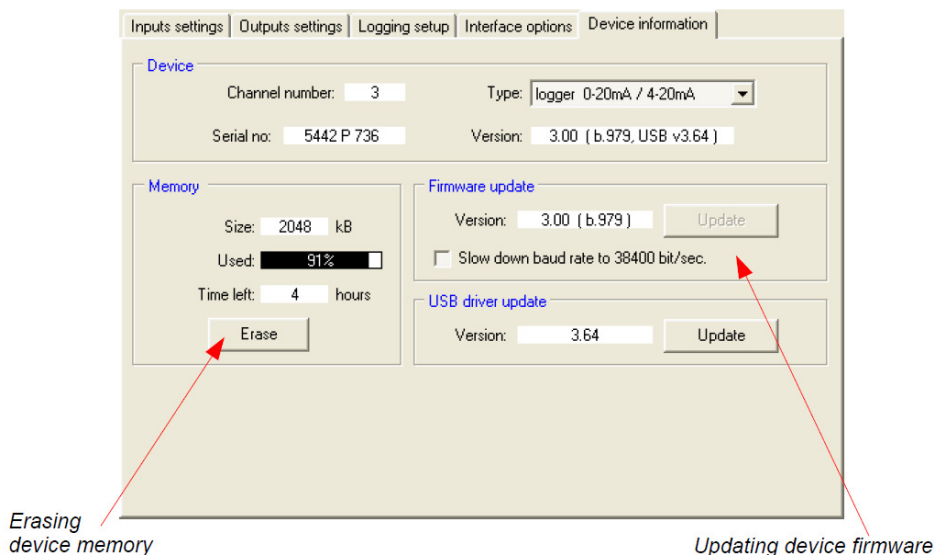 Inputs settings Outputs settings Logging setup Interface options Device information
Device
Channel number: 3 Type: logger 0-20mA / 4-20mA
Serial no: 5442 P 736 Version: 3.00 ( b.979, USB v3.64 )
Memory
Size: 2048 kB
Used: 91%
Time left: 4 hours
Erase
Firmware update
Version: 3.00 ( b.979 ) Update
Slow down baud rate to 38400 bit/sec.
USB driver update
Version: 3.64 Update
Erasing
device memory
Updating device firmware